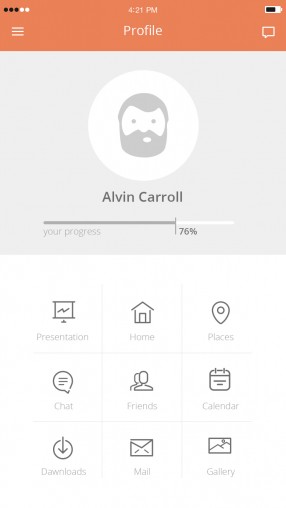 4:21 PM
Profile
Alvin Carroll
your progress 76%
Presentation Home Places
Chat Friends Calendar
Dawnloads Mail Gallery